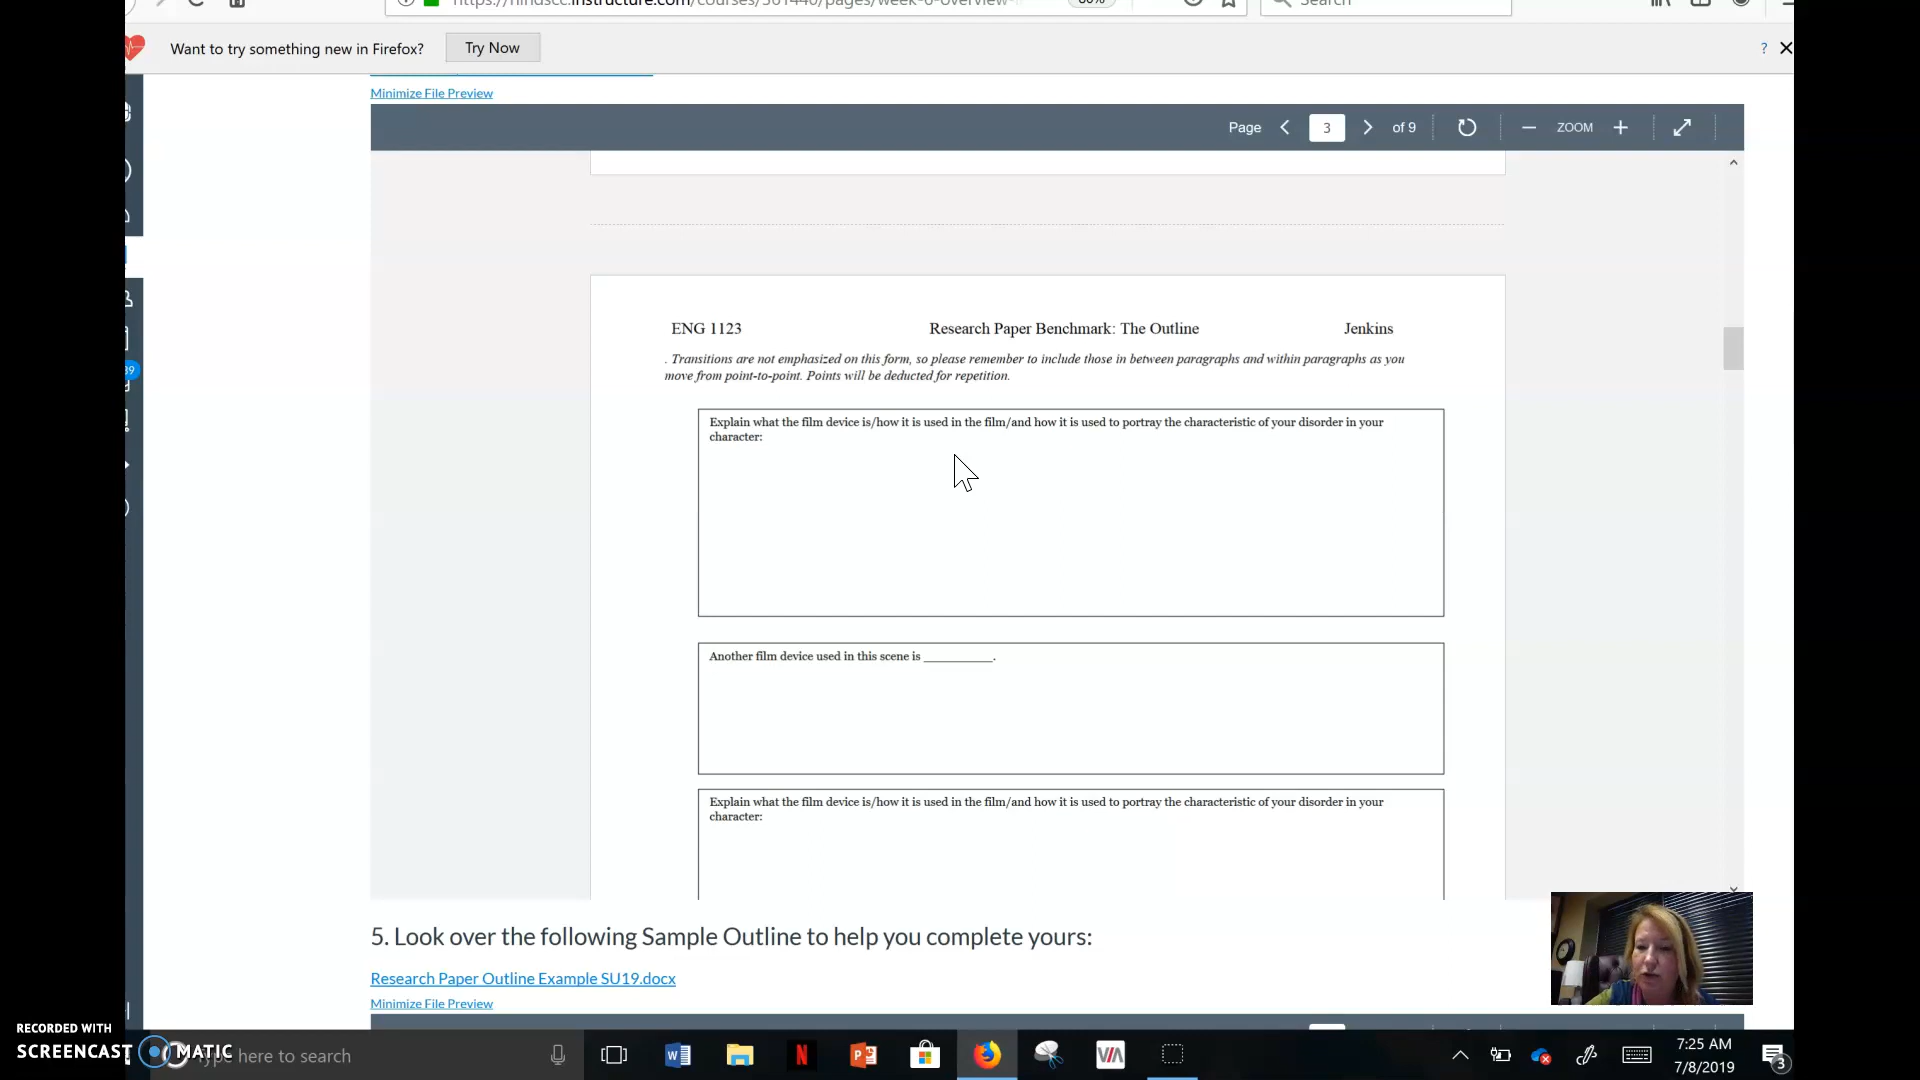 Search
Want to try something new in Firefox?
Try Now
?
Minimize File Preview
Page
3
of 9
ZOOM
ENG 1123
Research Paper Benchmark: The Outline
Jenkins
. Transitions are not emphasized on this form, so please remember to include those in between paragraphs and within paragraphs as you
move from point-to-point. Points will be deducted for repetition.
Explain what the film device is/how it is used in the film/and how it is used to portray the characteristic of your disorder in your
character:
Another film device used in this scene is ___________.
Explain what the film device is/how it is used in the film/and how it is used to portray the characteristic of your disorder in your
character:
5. Look over the following Sample Outline to help you complete yours:
Research Paper Outline Example SU19.docx
Minimize File Preview
RECORDED WITH
SCREENCAST MATIC
here to search
7:25 AM
7/8/2019
3